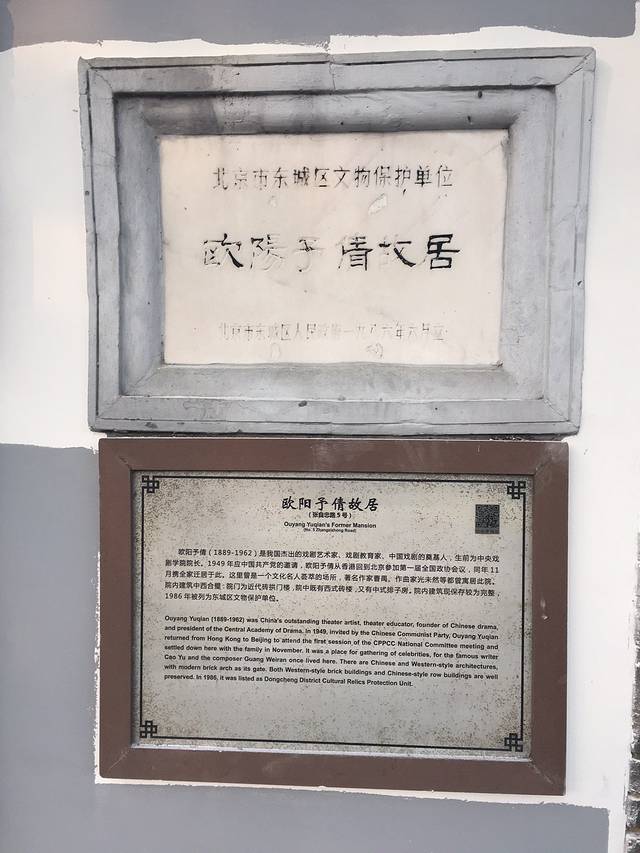 北京市东城区文物保护单位
欧陽予倩故居
北京市东城区人民政府一九八六年六月立
欧阳予倩故居
（张自忠路5号）
Ouyang Yuqian's Former Mansion
(No. 5 Zhangzizhong Road)
欧阳予倩（1889-1962）是我国杰出的戏剧艺术家、戏剧教育家、中国戏剧的奠基人，生前为中央戏
剧学院院长。1949年应中国共产党的邀请，欧阳予倩从香港回到北京参加第一届全国政协会议，同年11
月携全家迁居于此。这里曾是一个文化名人荟萃的场所，著名作家曹禺、作曲家光未然等都曾寓居此院。
院内建筑中西合璧：院门为近代砖拱门楼，院中既有西式砖楼，又有中式排子房。院内建筑现保存较为完整，
1986年被列为东城区文物保护单位。
Ouyang Yuqian (1889-1962) was China's outstanding theater artist, theater educator, founder of Chinese drama,
and president of the Central Academy of Drama. In 1949, invited by the Chinese Communist Party, Ouyang Yuqian
returned from Hong Kong to Beijing to attend the first session of the CPPCC National Committee meeting and
settled down here with the family in November. It was a place for gathering of celebrities, for the famous writer
Cao Yu and the composer Guang Weiran once lived here. There are Chinese and Western-style architectures,
with modern brick arch as its gate. Both Western-style brick buildings and Chinese-style row buildings are well
preserved. In 1986, it was listed as Dongcheng District Cultural Relics Protection Unit.